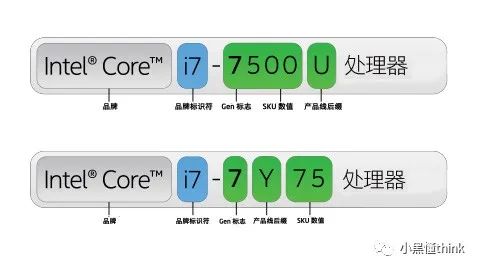 Intel® Core™ i7 - 7500 U 处理器
品牌 品牌标识符 Gen 标志 SKU 数值 产品线后缀
Intel® Core™ i7 - 7 Y 75 处理器
品牌 品牌标识符 Gen 标志 产品线后缀 SKU 数值
小黑懂think